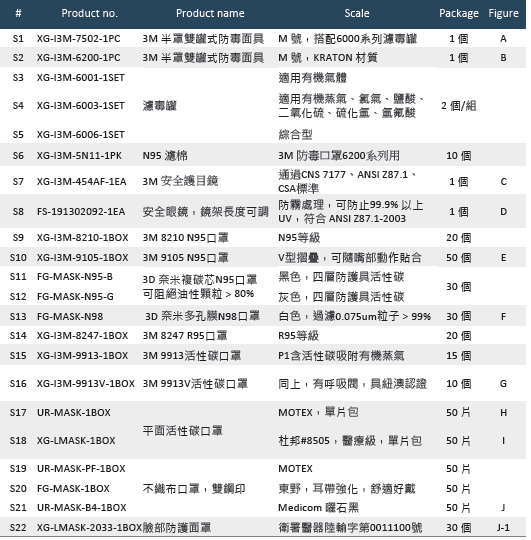 # Product no. Product name Scale Package Figure
S1 XG-I3M-7502-1PC 3M 半罩雙罐式防毒面具 M 號，搭配6000系列濾毒罐 1 個 A
S2 XG-I3M-6200-1PC 3M 半罩雙罐式防毒面具 M 號，KRATON 材質 1 個 B
S3 XG-I3M-6001-1SET 適用有機氣體
S4 XG-I3M-6003-1SET 濾毒罐 適用有機蒸氣、氯氣、鹽酸、 2 個/組
二氧化硫、硫化氫、氫氟酸
S5 XG-I3M-6006-1SET 綜合型
S6 XG-I3M-5N11-1PK N95 濾棉 3M 防毒口罩6200系列用 10 個
S7 XG-I3M-454AF-1EA 3M 安全護目鏡 通過CNS 7177、ANSI Z87.1、 1 個 C
CSA標準
S8 FS-191302092-1EA 安全眼鏡，鏡架長度可調 防霧處理，可防止99.9% 以上 1 個 D
UV，符合 ANSI Z87.1-2003
S9 XG-I3M-8210-1BOX 3M 8210 N95口罩 N95等級 20 個
S10 XG-I3M-9105-1BOX 3M 9105 N95口罩 V型摺疊，可隨嘴部動作貼合 50 個 E
S11 FG-MASK-N95-B 3D 奈米複碳芯N95口罩 黑色，四層防護具活性碳 30 個
S12 FG-MASK-N95-G 可阻絕油性顆粒 > 80% 灰色，四層防護具活性碳
S13 FG-MASK-N98 3D 奈米多孔膜N98口罩 白色，過濾0.075um粒子 > 99% 30 個 F
S14 XG-I3M-8247-1BOX 3M 8247 R95口罩 R95等級 20 個
S15 XG-I3M-9913-1BOX 3M 9913活性碳口罩 P1含活性碳吸附有機蒸氣 15 個
S16 XG-I3M-9913V-1BOX 3M 9913V活性碳口罩 同上，有呼吸閥，具紐澳認證 10 個 G
S17 UR-MASK-1BOX MOTEX，單片包 50 片 H
平面活性碳口罩
S18 XG-LMASK-1BOX 杜邦#8505，醫療級，單片包 50 片 I
S19 UR-MASK-PF-1BOX MOTEX 50 片
S20 FG-MASK-1BOX 不織布口罩，雙鋼印 東野，耳帶強化，舒適好戴 50 片
S21 UR-MASK-B4-1BOX Medicom 曜石黑 50 片 J
S22 XG-LMASK-2033-1BOX 臉部防護面罩 衛署醫器陸輸字第0011100號 30 個 J-1